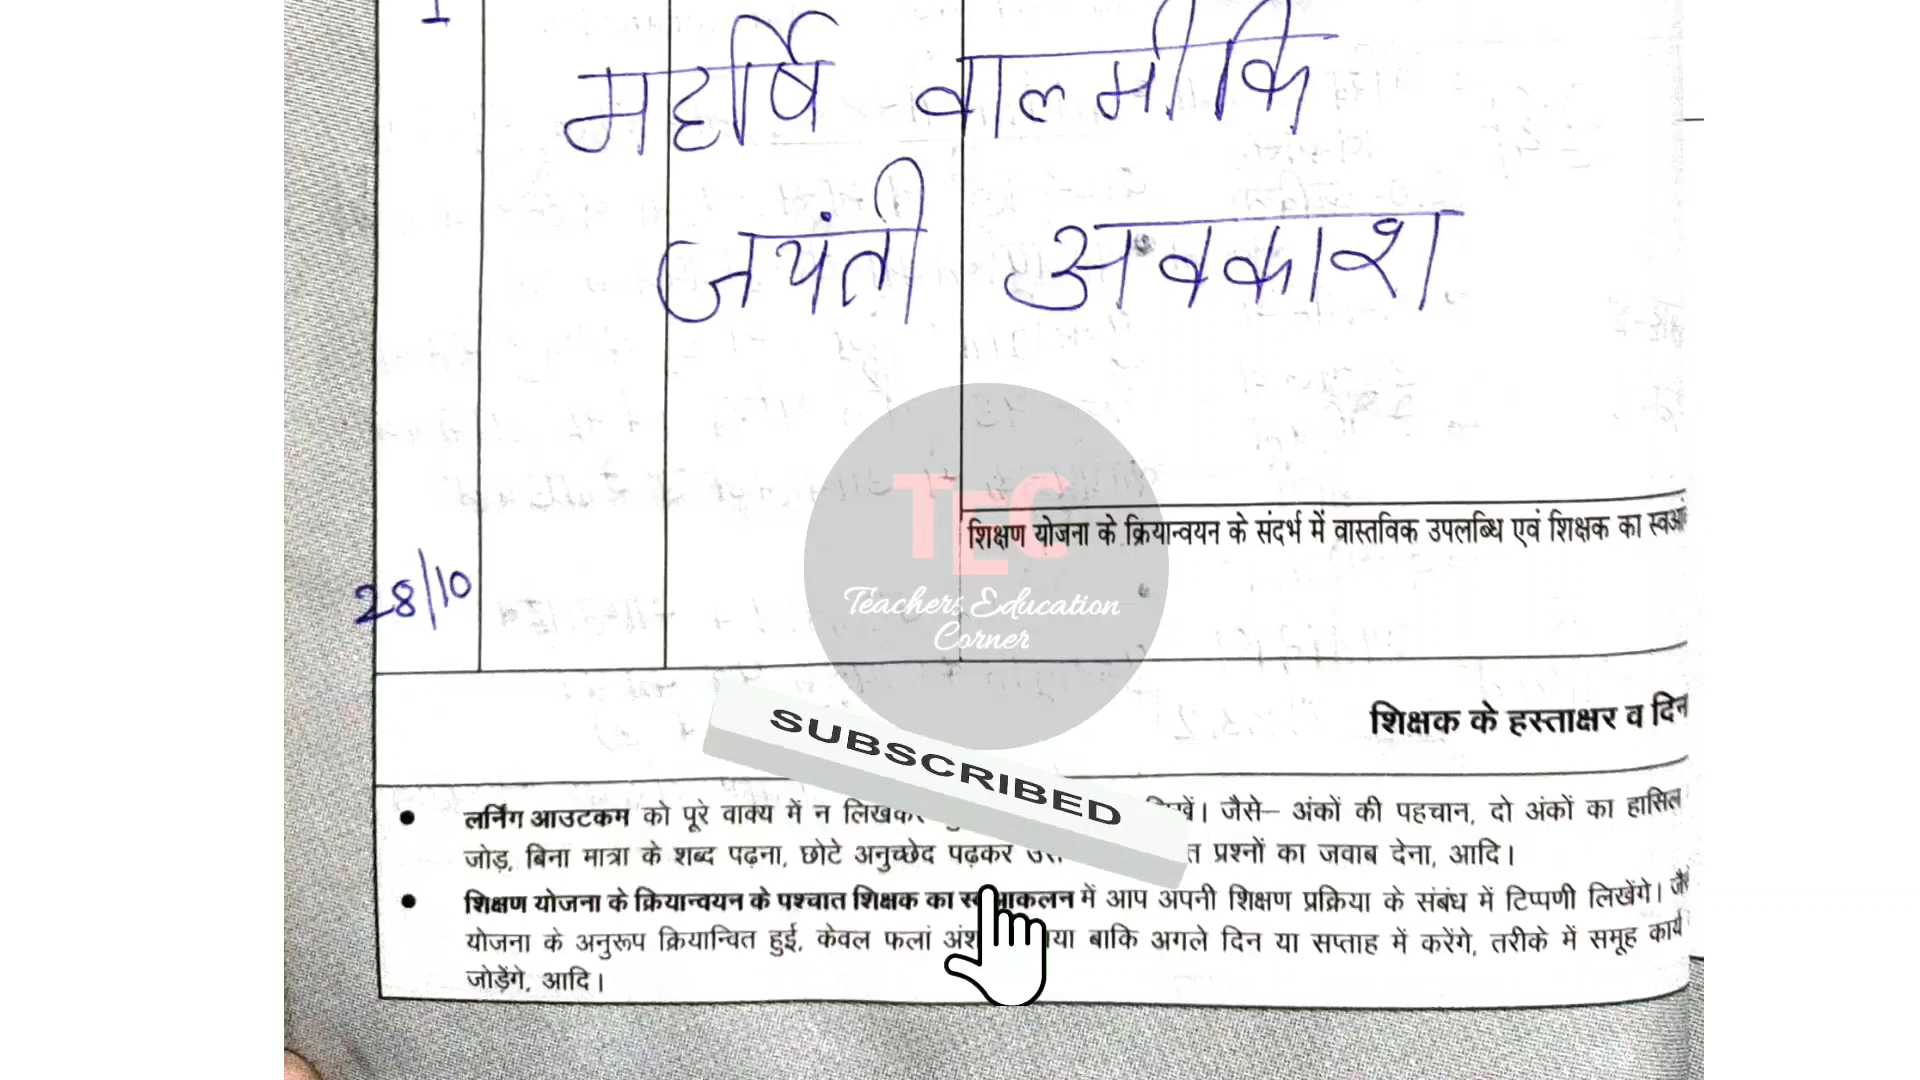 महर्षि वाल्मीकि
जयंती अवकाश
शिक्षण योजना के क्रियान्वयन के संदर्भ में वास्तविक उपलब्धि एवं शिक्षक का
28/10
TEC
Teachers Education
Corner
शिक्षक के हस्ताक्षर व
SUBSCRIBED
• लर्निंग आउटकम को पूरे वाक्य में न जैसे– अंकों की पहचान, दो अंकों का हासिल
जोड़, बिना मात्रा के शब्द पढ़ना, छोटे अनुच्छेद पढ़कर प्रश्नों का जवाब देना, आदि।
• शिक्षण योजना के क्रियान्वयन के पश्चात शिक्षक का में आप अपनी शिक्षण प्रक्रिया के संबंध में टिप्पणी लिखेंगे।
योजना के अनुरूप क्रियान्वित हुई, केवल फलां बाकि अगले दिन या सप्ताह में करेंगे, तरीके में समूह कार्य
जोड़ेंगे, आदि।